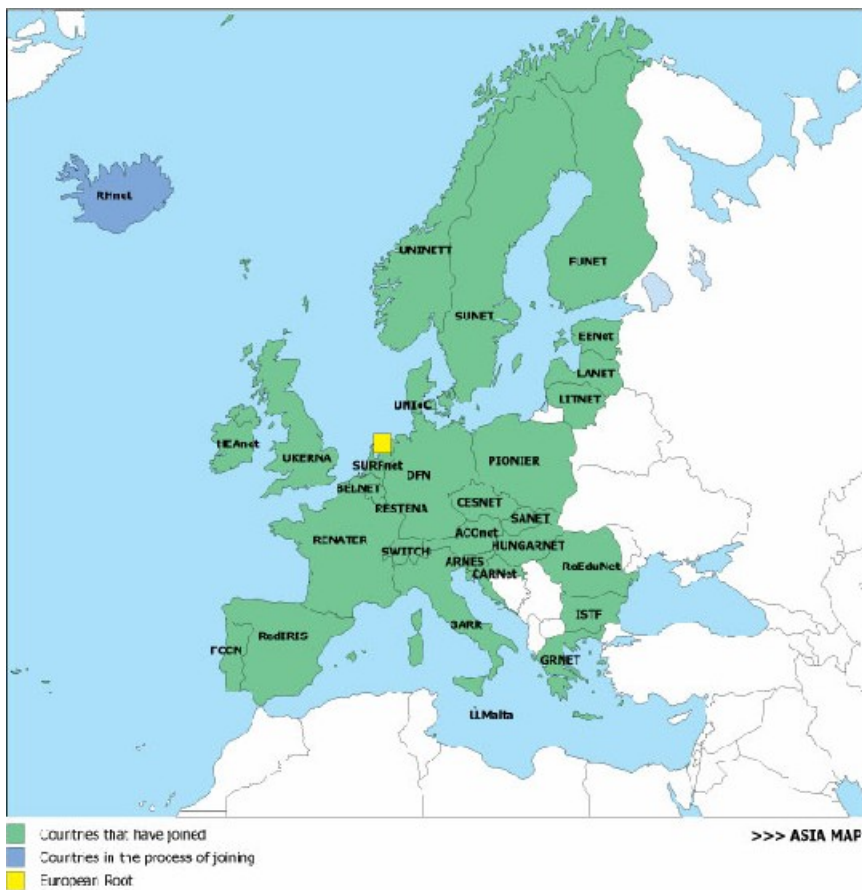 RHnet
UNINETT
FUNET
SUNET
EENet
LANET
LITNET
UNI•C
HEAnet
UKERNA
SURFnet
DFN
PIONIER
BELNET
RESTENA
CESNET
SANET
ACOnet
RENATER
SWITCH
HUNGARNET
ARNES
CARNet
RoEduNet
ISTF
GARR
FCCN
RedIRIS
GRNET
Countries that have joined
>>> ASIA MAP
Countries in the process of joining
European Root